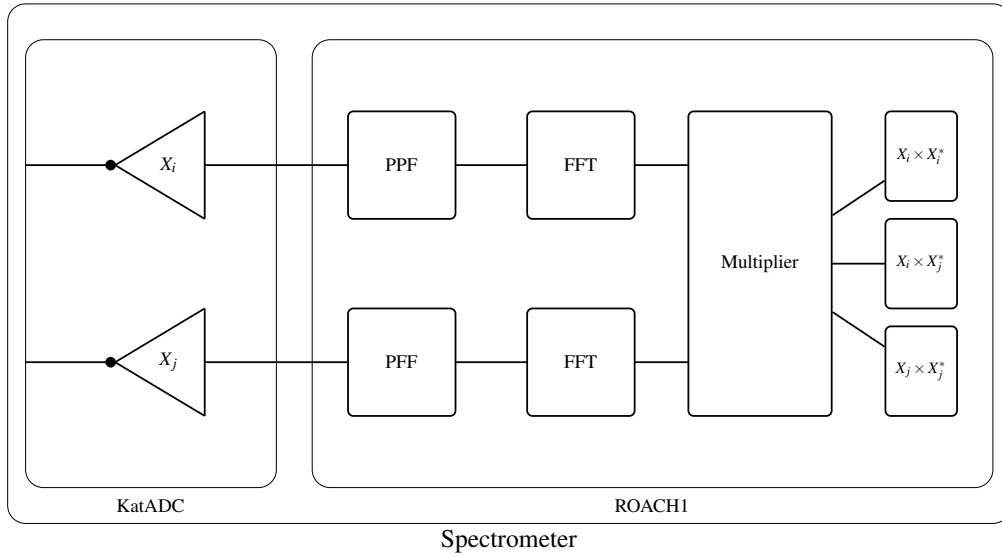 X_i
PPF
FFT
X_i × X_i^*
Multiplier
X_i × X_j^*
X_j
PFF
FFT
X_j × X_j^*
KatADC
ROACH1
Spectrometer